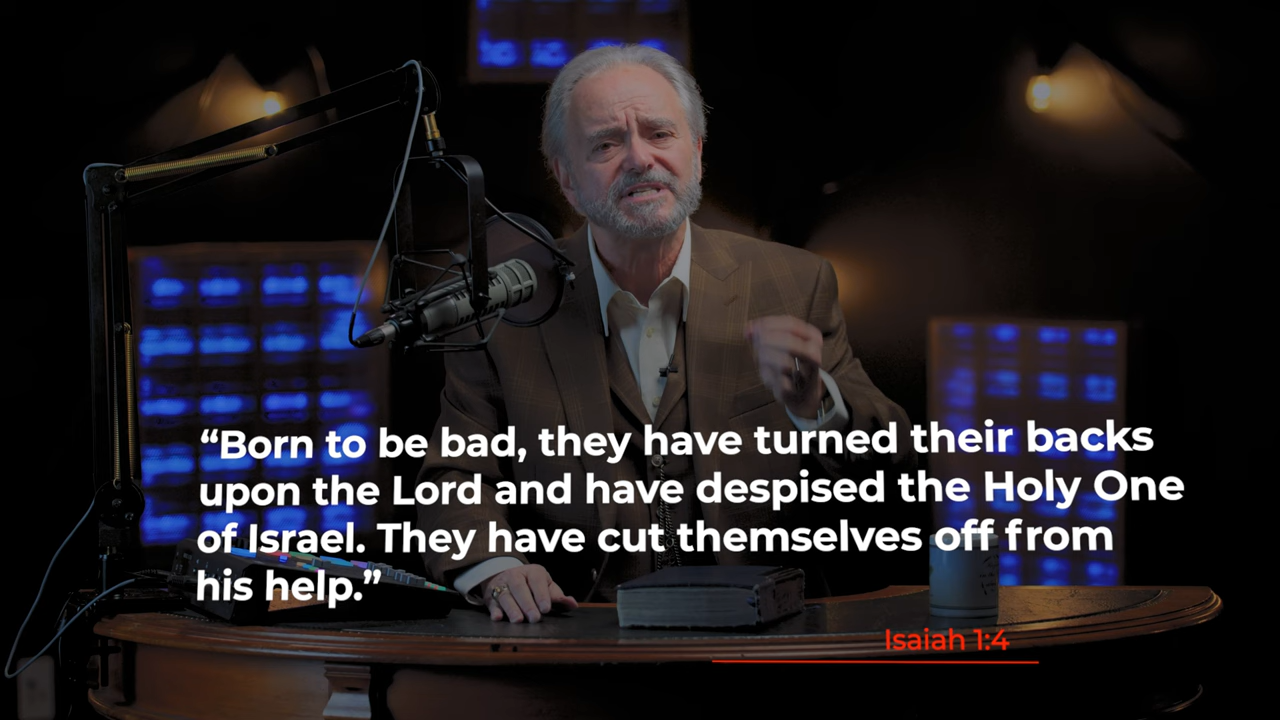 “Born to be bad, they have turned their backs
upon the Lord and have despised the Holy One
of Israel. They have cut themselves off from
his help.”
Isaiah 1:4